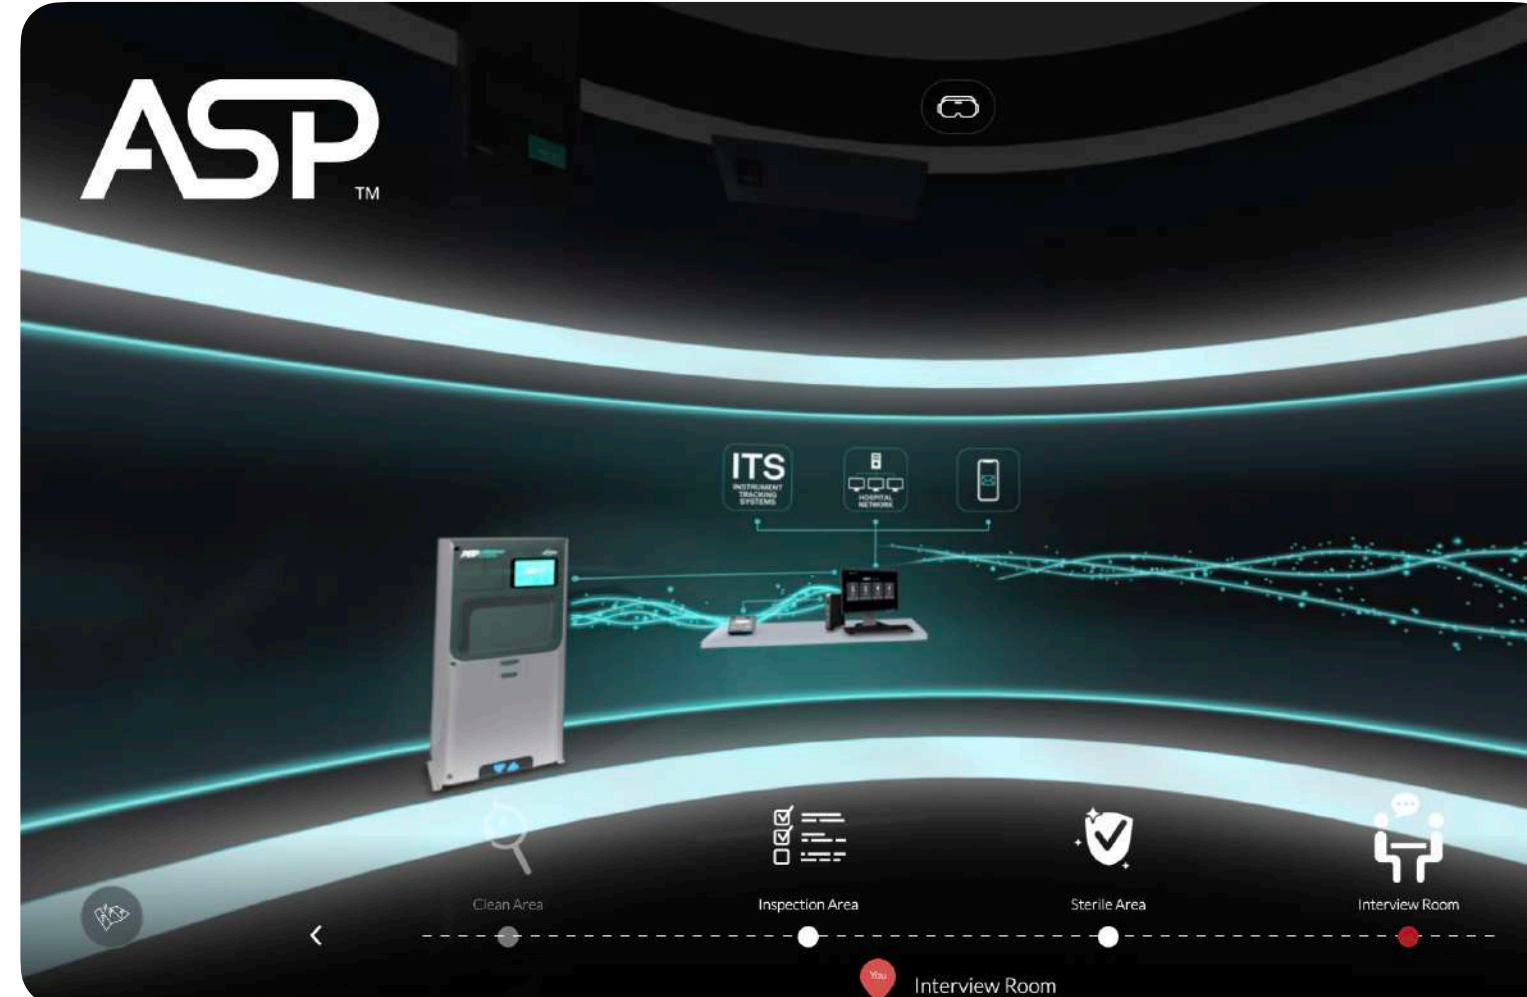 ASP
TM
ITS
INSTRUMENT
TRACKING
SYSTEMS
HOSPITAL
NETWORK
ASP
Clean Area
Inspection Area
Sterile Area
Interview Room
You
Interview Room